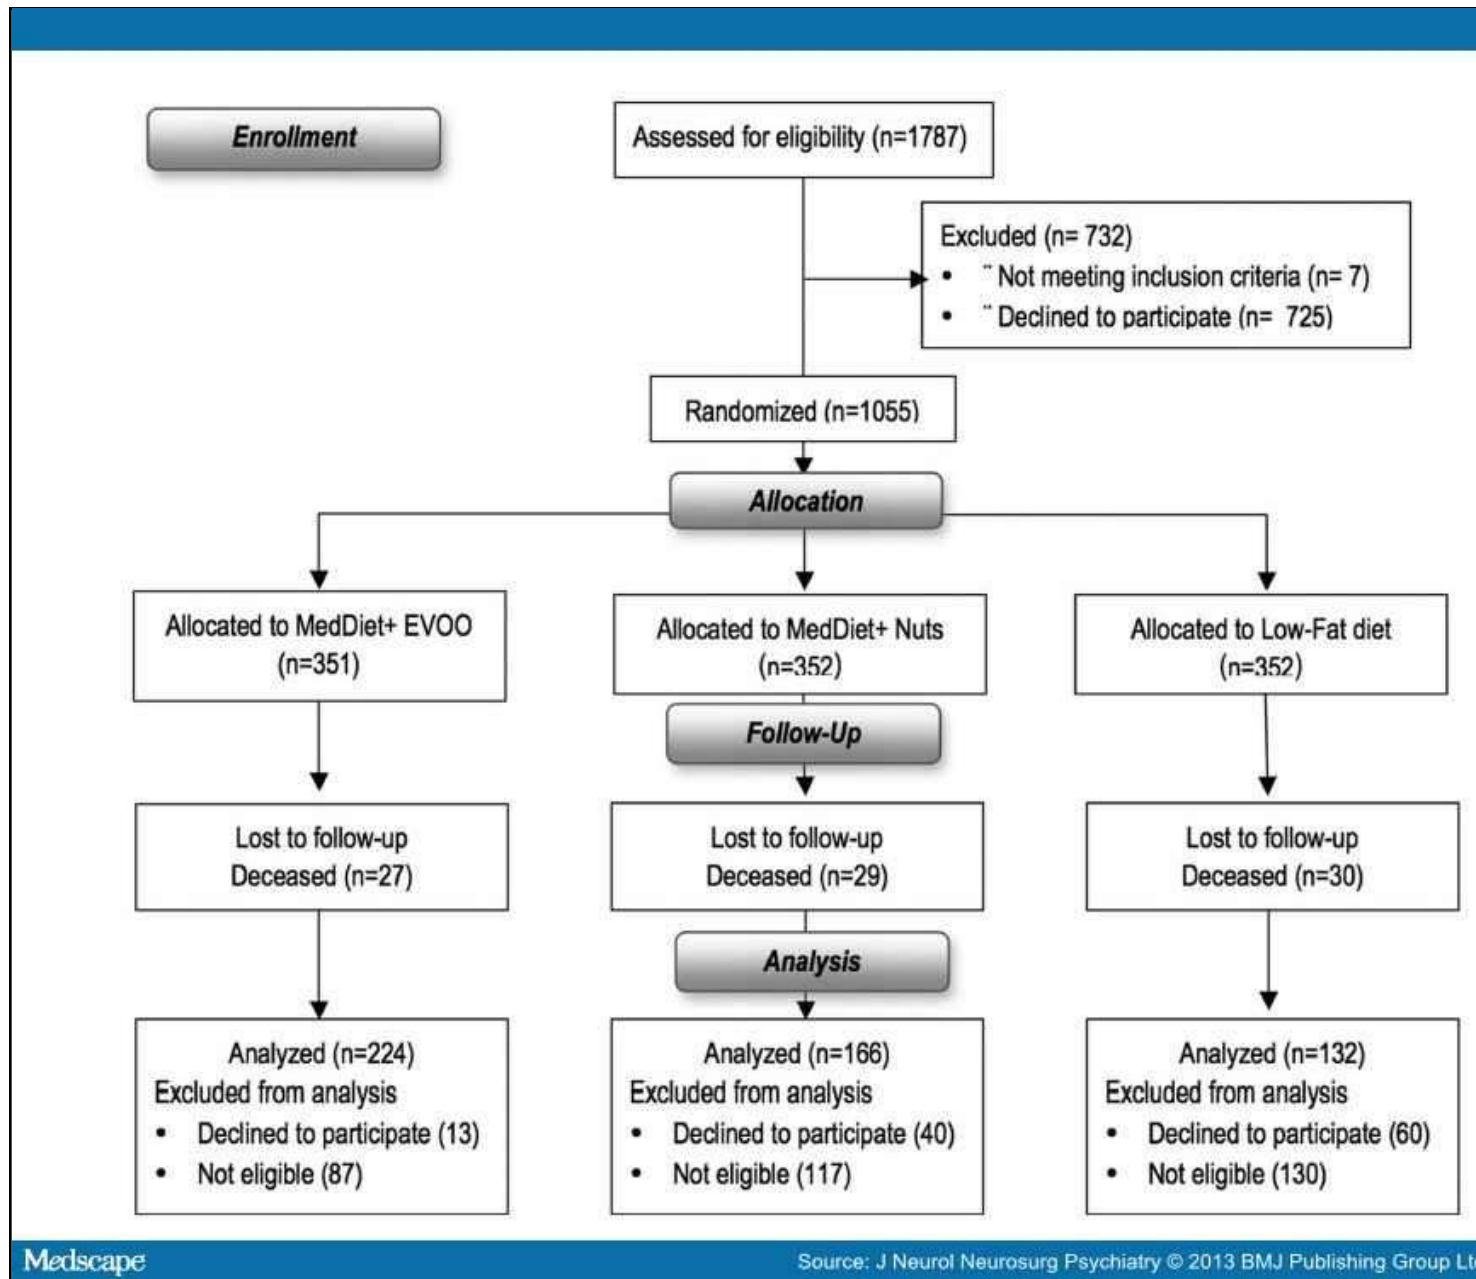 Enrollment
Assessed for eligibility (n=1787)
Excluded (n= 732)
• ¨ Not meeting inclusion criteria (n= 7)
• ¨ Declined to participate (n= 725)
Randomized (n=1055)
Allocation
Allocated to MedDiet+ EVOO
(n=351)
Allocated to MedDiet+ Nuts
(n=352)
Allocated to Low-Fat diet
(n=352)
Follow-Up
Lost to follow-up
Deceased (n=27)
Lost to follow-up
Deceased (n=29)
Lost to follow-up
Deceased (n=30)
Analysis
Analyzed (n=224)
Excluded from analysis
• Declined to participate (13)
• Not eligible (87)
Analyzed (n=166)
Excluded from analysis
• Declined to participate (40)
• Not eligible (117)
Analyzed (n=132)
Excluded from analysis
• Declined to participate (60)
• Not eligible (130)
Medscape
Source: J Neurol Neurosurg Psychiatry © 2013 BMJ Publishing Group Lt